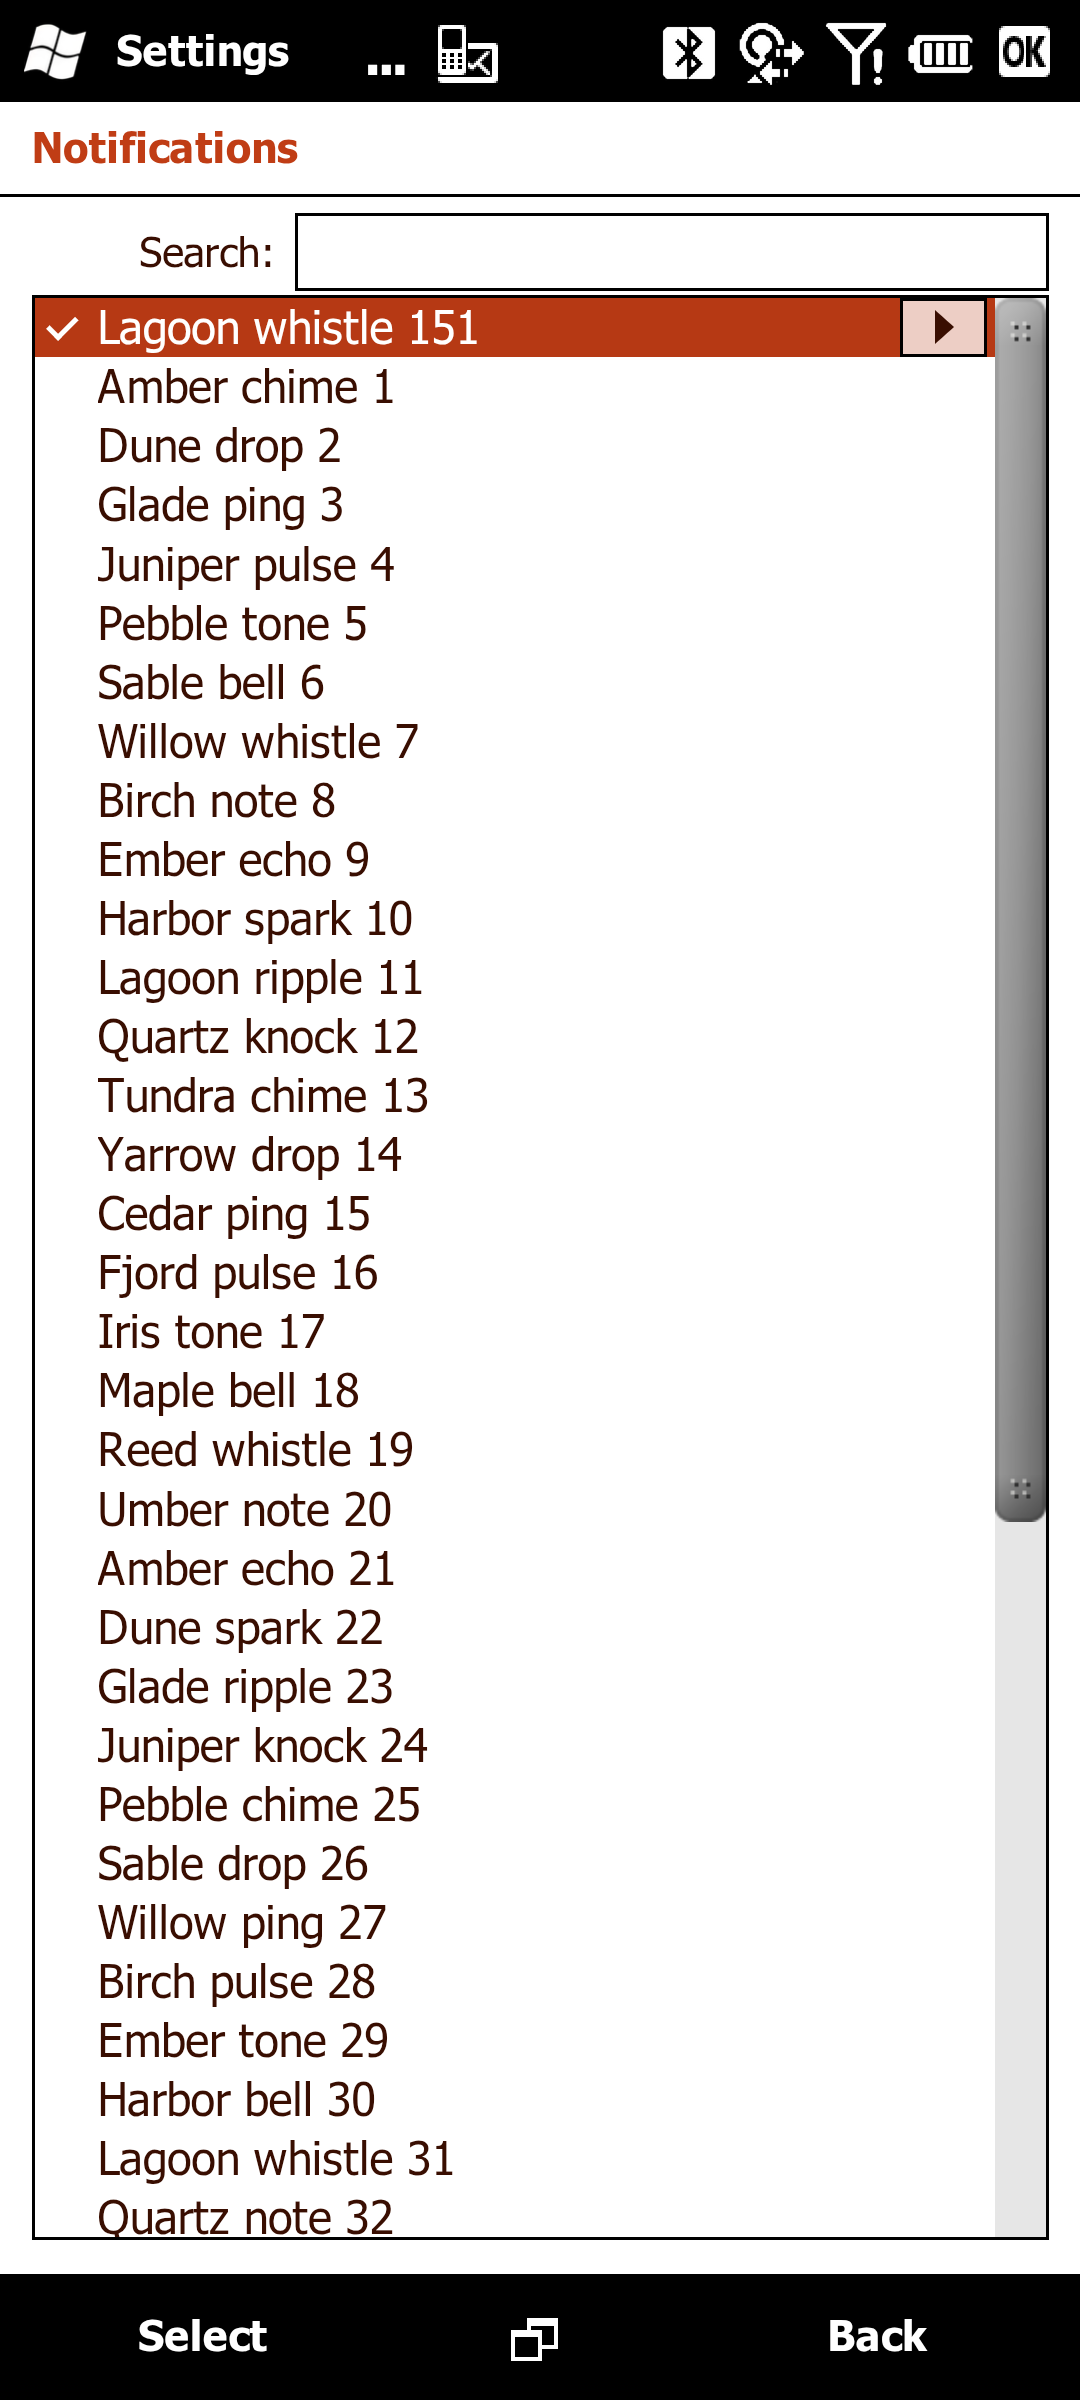 Settings ... OK
Notifications
Search:
Lagoon whistle 151
Amber chime 1
Dune drop 2
Glade ping 3
Juniper pulse 4
Pebble tone 5
Sable bell 6
Willow whistle 7
Birch note 8
Ember echo 9
Harbor spark 10
Lagoon ripple 11
Quartz knock 12
Tundra chime 13
Yarrow drop 14
Cedar ping 15
Fjord pulse 16
Iris tone 17
Maple bell 18
Reed whistle 19
Umber note 20
Amber echo 21
Dune spark 22
Glade ripple 23
Juniper knock 24
Pebble chime 25
Sable drop 26
Willow ping 27
Birch pulse 28
Ember tone 29
Harbor bell 30
Lagoon whistle 31
Quartz note 32
Select Back